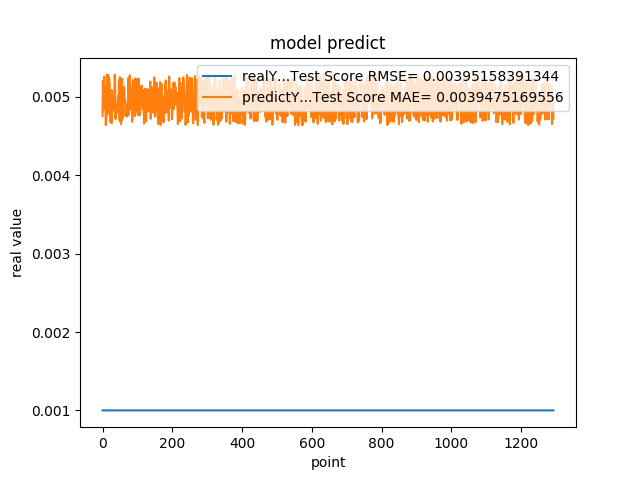 model predict
realY...Test Score RMSE= 0.00395158391344
predictY...Test Score MAE= 0.0039475169556
0.005
0.004
0.003
0.002
0.001
real value
0 200 400 600 800 1000 1200
point